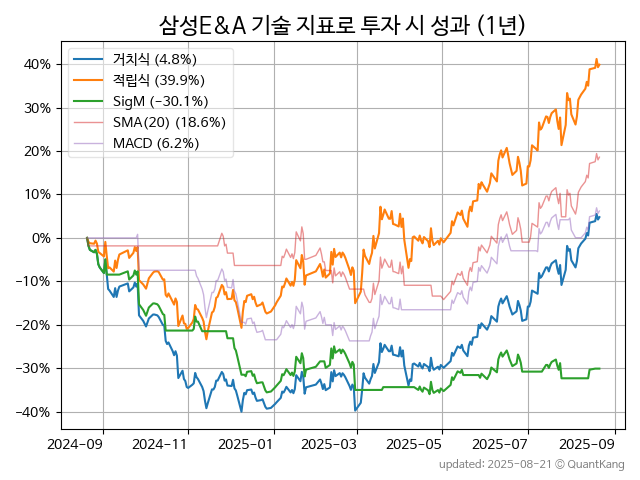 삼성E&A 기술 지표로 투자 시 성과 (1년)
거치식 (4.8%)
적립식 (39.9%)
SigM (-30.1%)
SMA(20) (18.6%)
MACD (6.2%)
40%
30%
20%
10%
0%
-10%
-20%
-30%
-40%
2024-09 2024-11 2025-01 2025-03 2025-05 2025-07 2025-09
updated: 2025-08-21 © QuantKang